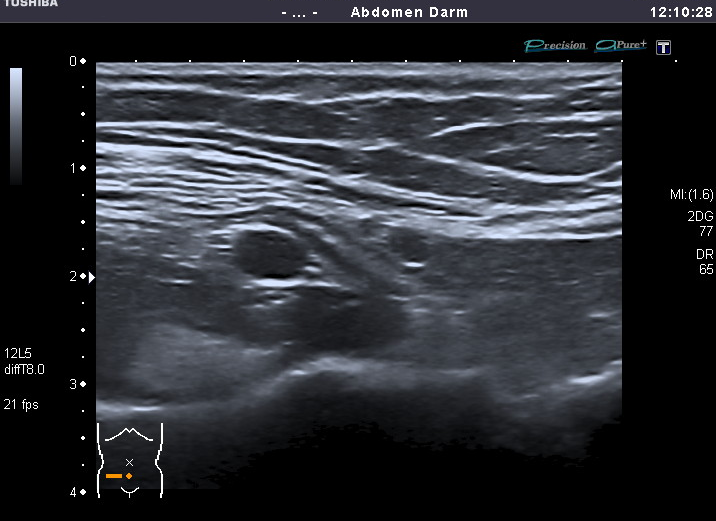 TOSHIBA
- ... - Abdomen Darm 12:10:28
Precision APure+ T
0
1
2
3
4
MI:(1.6)
2DG
77
DR
65
12L5
diffT8.0
21 fps